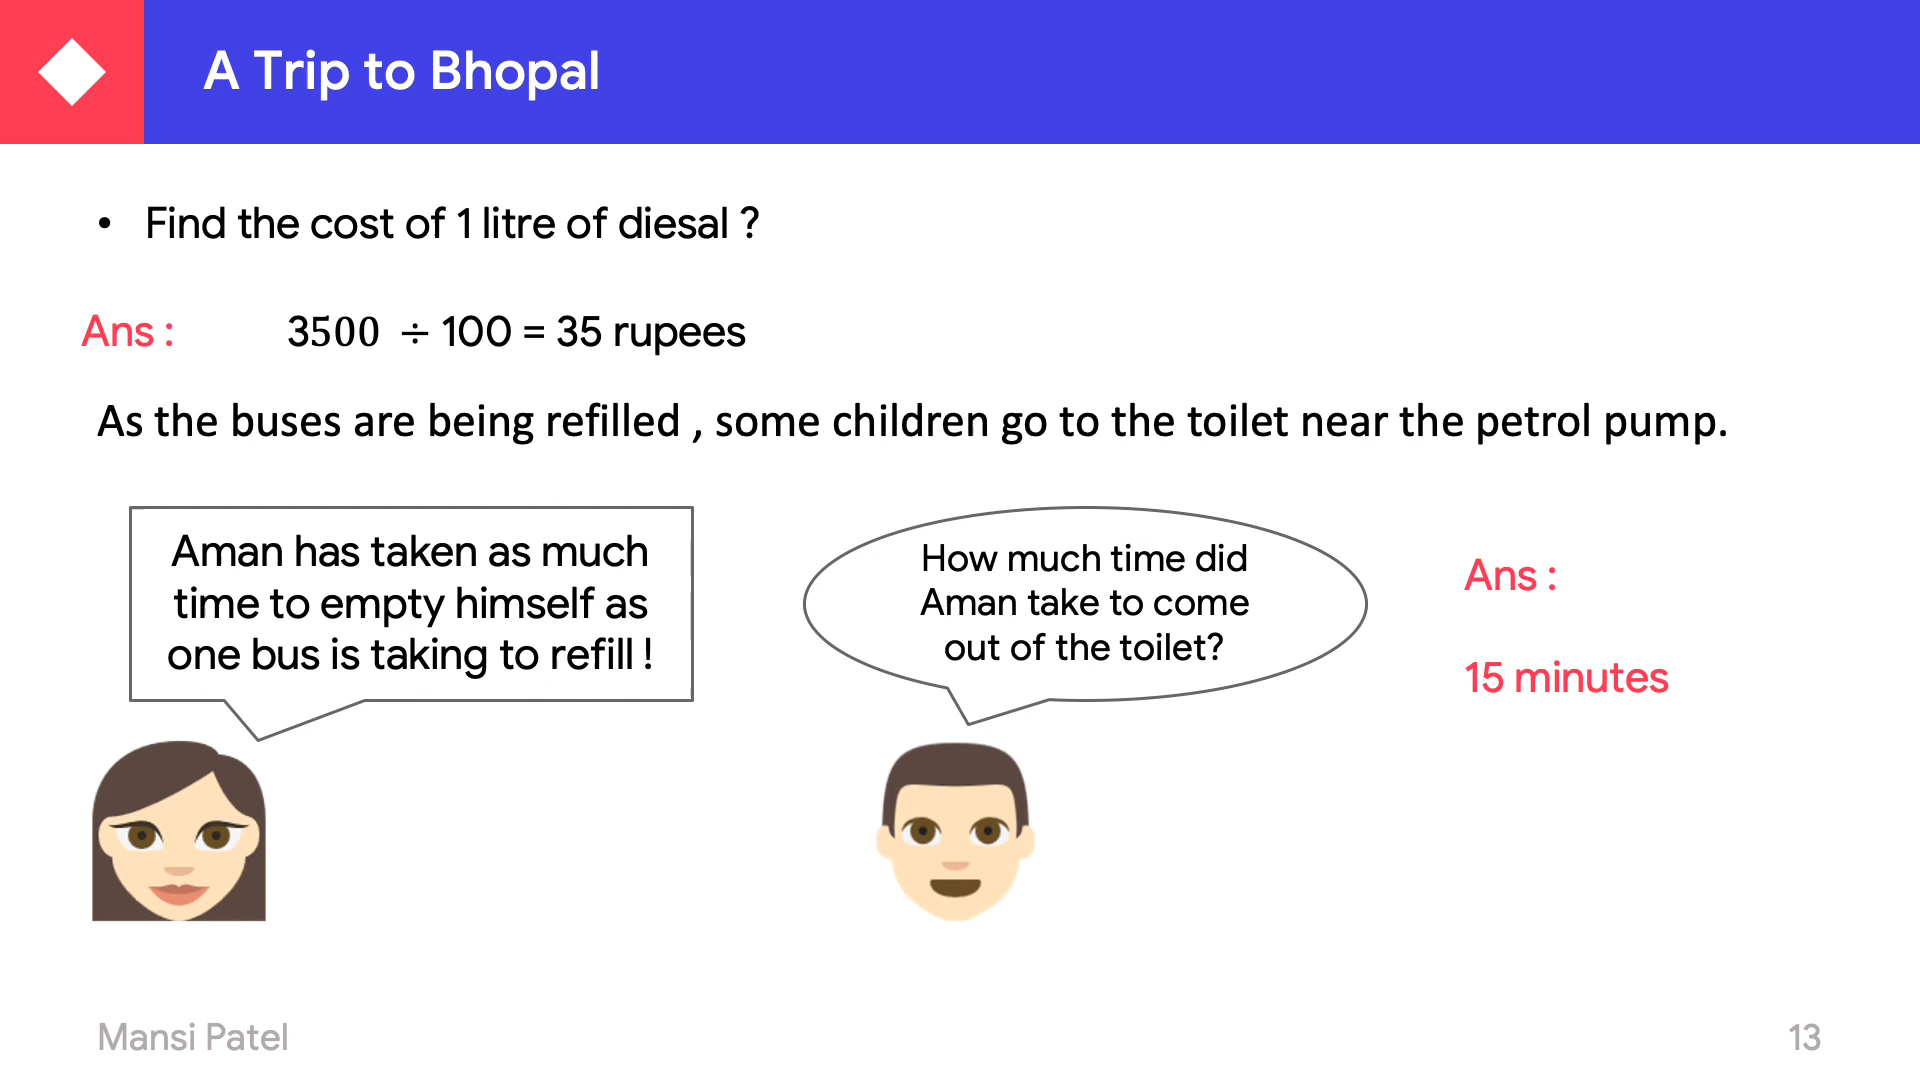 A Trip to Bhopal
• Find the cost of 1 litre of diesal ?
Ans : 3500 ÷ 100 = 35 rupees
As the buses are being refilled , some children go to the toilet near the petrol pump.
Aman has taken as much
time to empty himself as
one bus is taking to refill !
How much time did
Aman take to come
out of the toilet?
Ans :
15 minutes
Mansi Patel
13